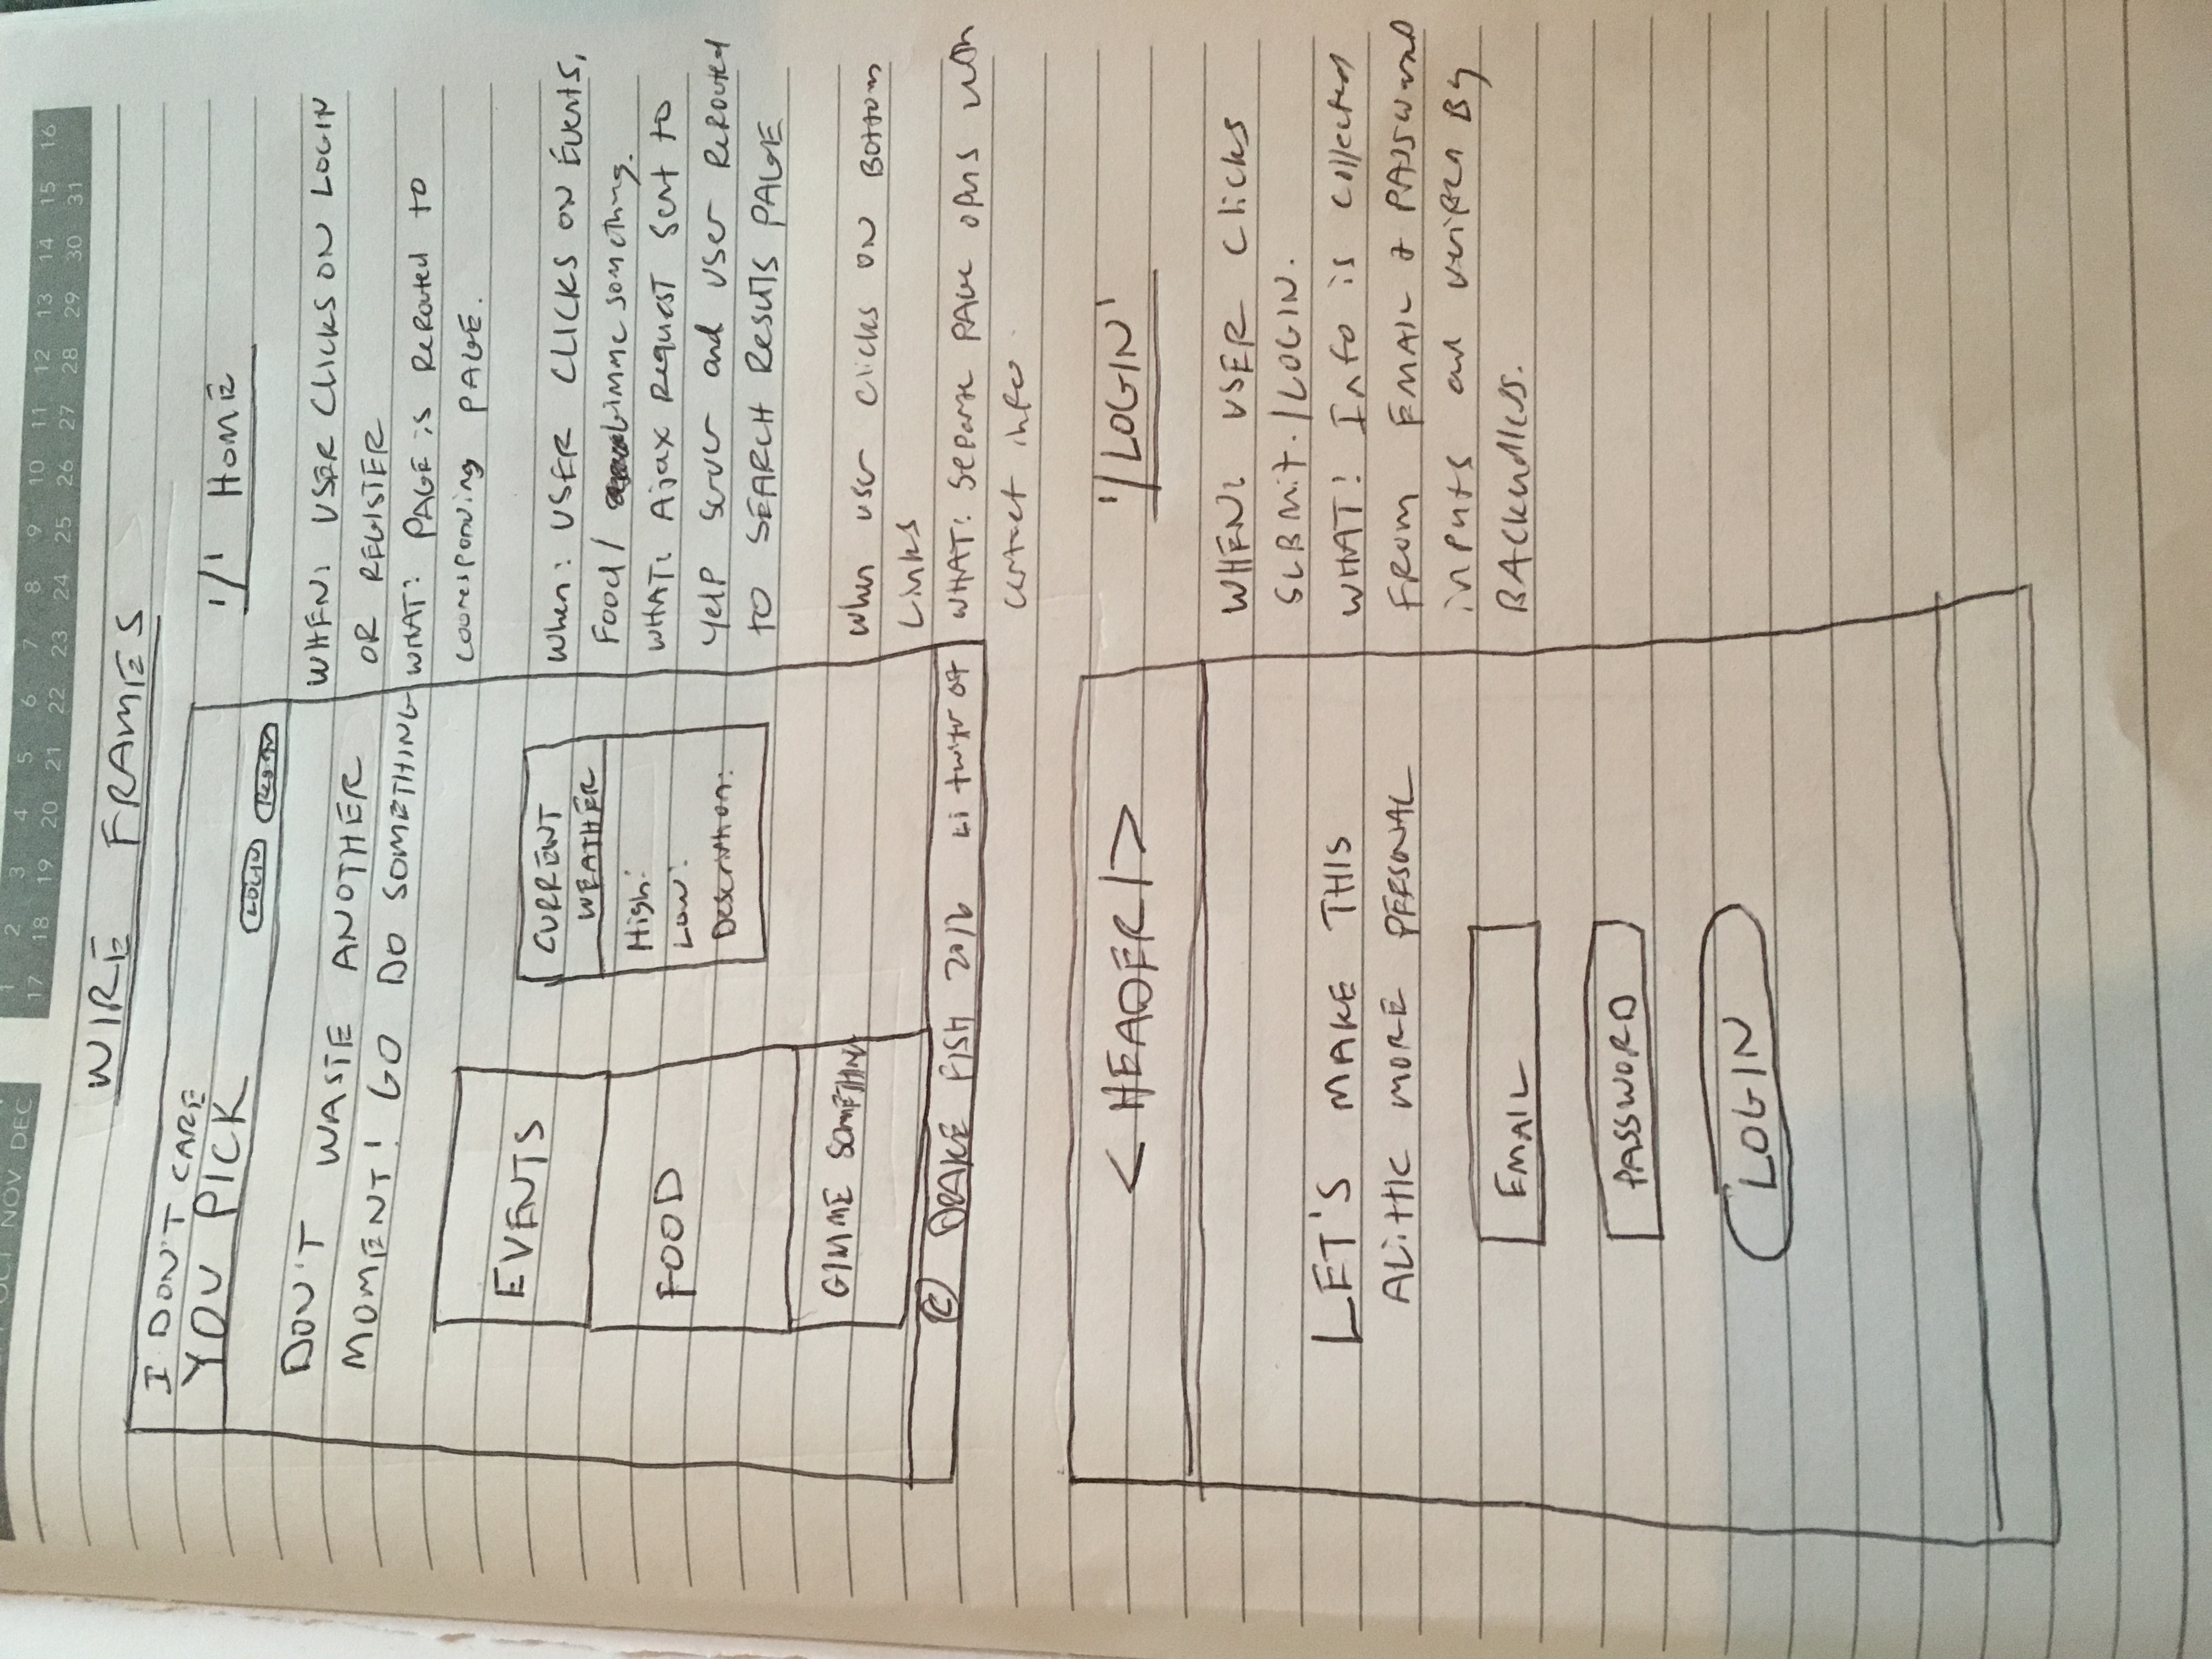 OCT NOV DEC
1 2 3 4 5 6 7 8 9 10 11 12 13 14 15 16
17 18 19 20 21 22 23 24 25 26 27 28 29 30 31
WIRE FRAMES
I DON'T CARE
YOU PICK
LOGIN
DON'T WASTE ANOTHER
MOMENT! GO DO SOMETHING
EVENTS
FOOD
GIMME SOMETHING
CURRENT
WEATHER
High:
Low:
Description:
© DRAKE FISH 2016 Li twitr
'/' HOME
WHEN: USER CLICKS ON LOGIN
OR REGISTER
WHAT: PAGE is ReRouted to
cooresponding PAGE.
When: USER CLICKS ON Events,
Food / Gimme something.
WHAT: Ajax Request Sent to
Yelp server and user ReRouted
to SEARCH Results PAGE
When user clicks ON Bottom
Links
WHAT: Separate PAGE opens with
contact info
< HEADER/>
LET'S MAKE THIS
ALittle MORE PERSONAL
EMAIL
PASSWORD
LOGIN
'/LOGIN'
WHEN: USER Clicks
SUBmit./LOGIN.
WHAT: Info is collected
FROM EMAIL & PASSWORD
inputs and verified By
BACKendless.